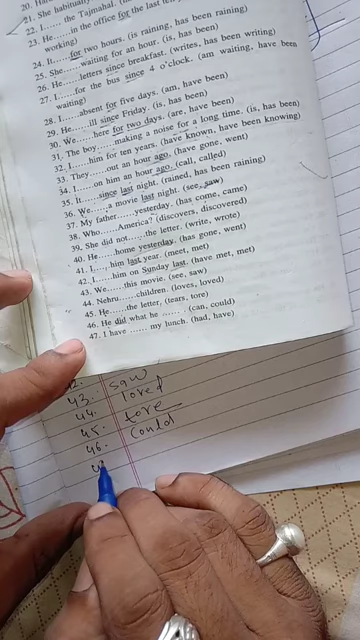 21. She habitually
22. I...... the Tajmahal.
23. He......in the office for the last ten
working)
24. It......for two hours. (is raining, has been raining)
25. She......waiting for an hour. (is, has been)
26. He......letters since breakfast. (writes, has been writing)
27. I......for the bus since 4 o'clock. (am waiting, have been
waiting)
28. I......absent for five days. (am, have been)
29. He......ill since Friday. (is, has been)
30. We......here for two days. (are, have been)
31. The boy......making a noise for a long time. (is, has been)
32. I......him for ten years. (have known, have been knowing)
33. They......out an hour ago. (have gone, went)
34. I......on him an hour ago. (call, called)
35. It......since last night. (rained, has been raining)
36. We......a movie last night. (see, saw)
37. My father......yesterday. (has come, came)
38. Who......America? (discovers, discovered)
39. She did not......the letter. (write, wrote)
40. He......home yesterday. (has gone, went)
41. I......him last year. (meet, met)
42. I......him on Sunday last. (have met, met)
43. We......this movie. (see, saw)
44. Nehru......children. (loves, loved)
45. He......the letter. (tears, tore)
46. He did what he ...... . (can, could)
47. I have ...... my lunch. (had, have)
43. saw
44. loved
45. tore
46. could